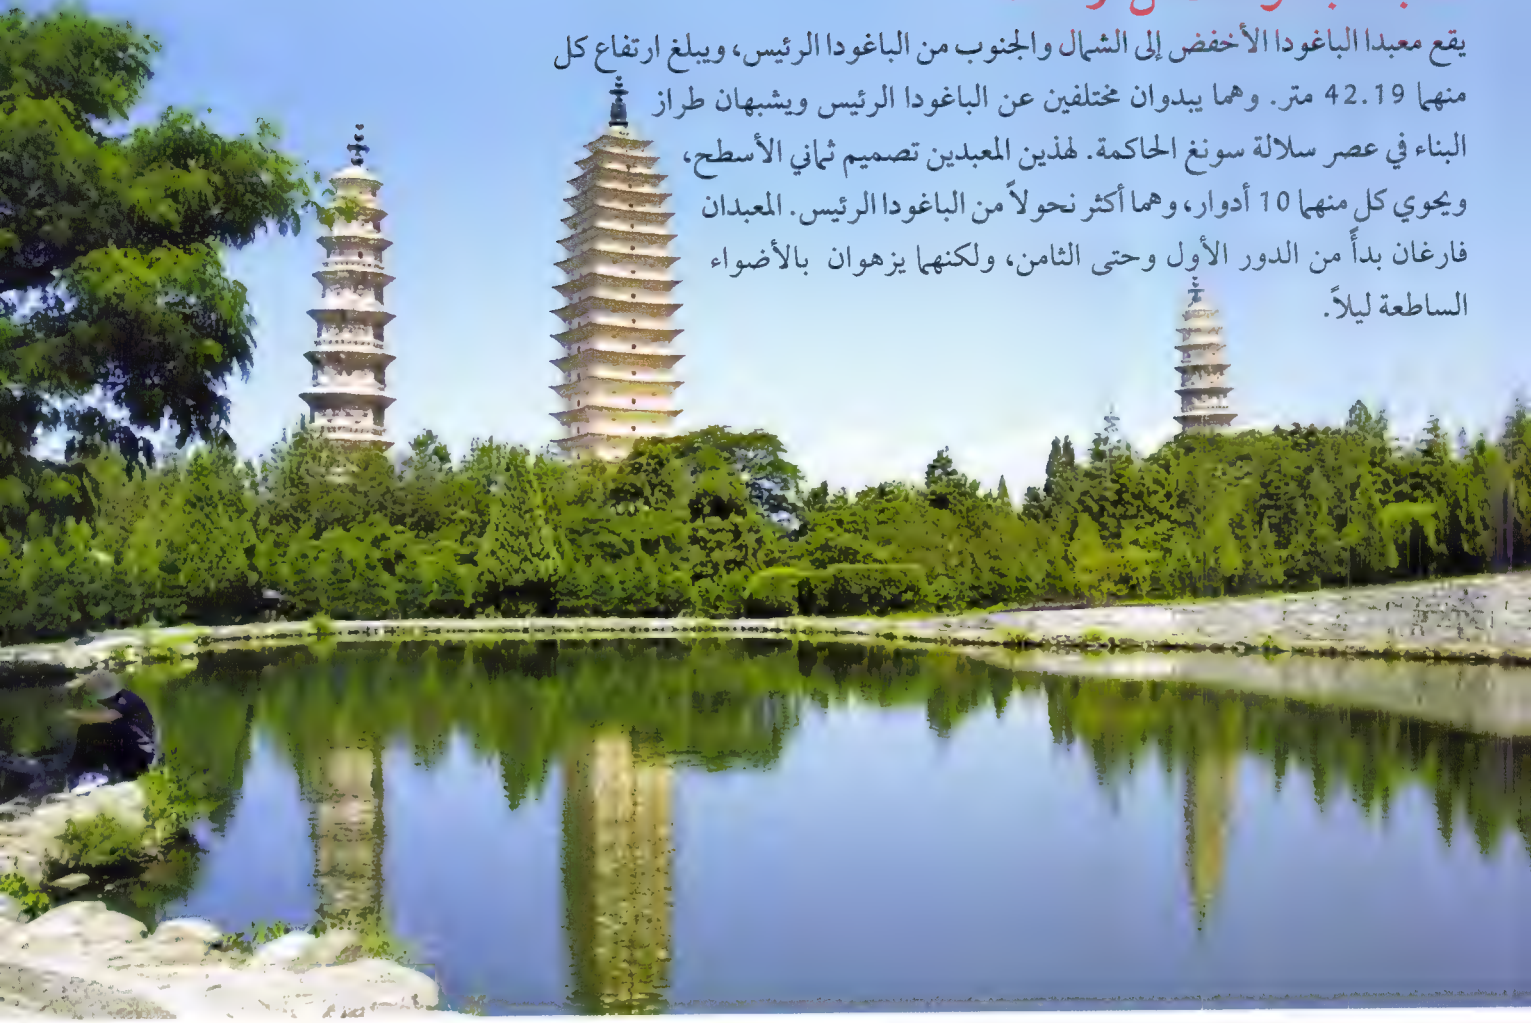 يقع معبدا الباغودا الأخفض إلى الشمال والجنوب من الباغودا الرئيس، ويبلغ ارتفاع كل
منهما 42.19 متر. وهما يبدوان مختلفين عن الباغودا الرئيس ويشبهان طراز
البناء في عصر سلالة سونغ الحاكمة. لهذين المعبدين تصميم ثماني الأسطح،
ويحوي كل منهما 10 أدوار، وهما أكثر نحولاً من الباغودا الرئيس. المعبدان
فارغان بدأً من الدور الأول وحتى الثامن، ولكنهما يزهوان بالأضواء
الساطعة ليلاً.